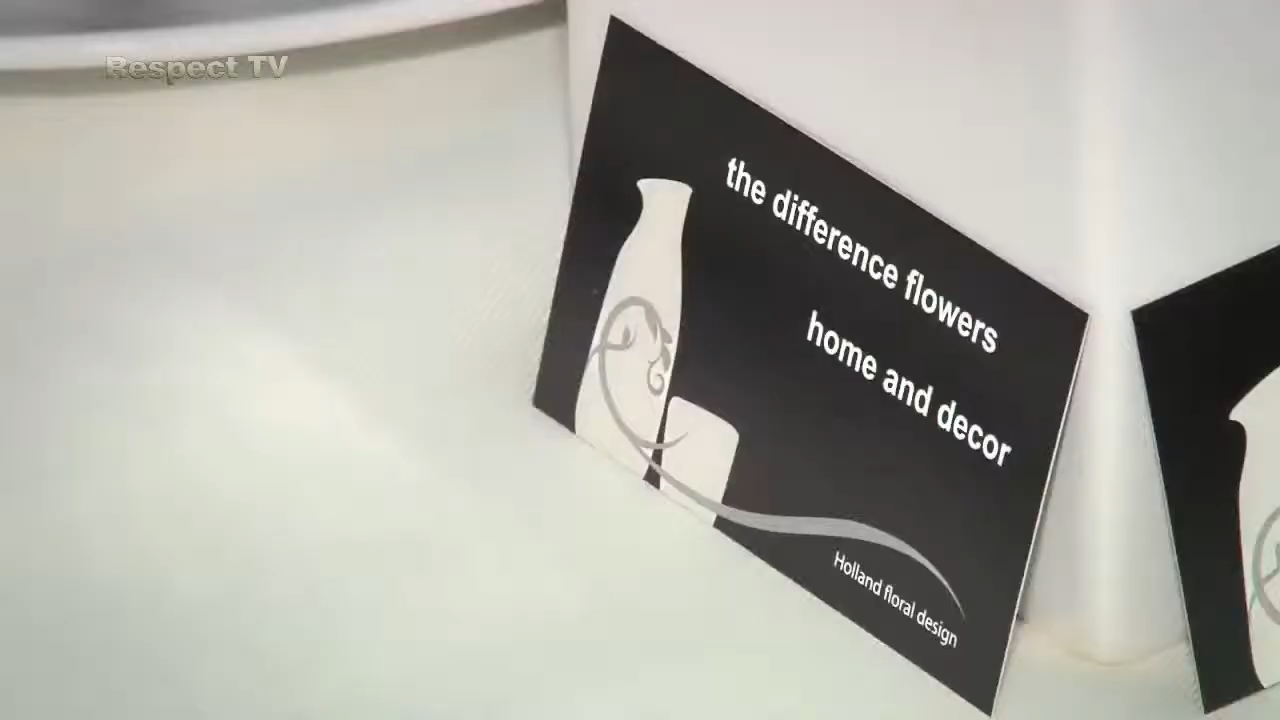 Respect TV
the difference flowers
home and decor
Holland floral design